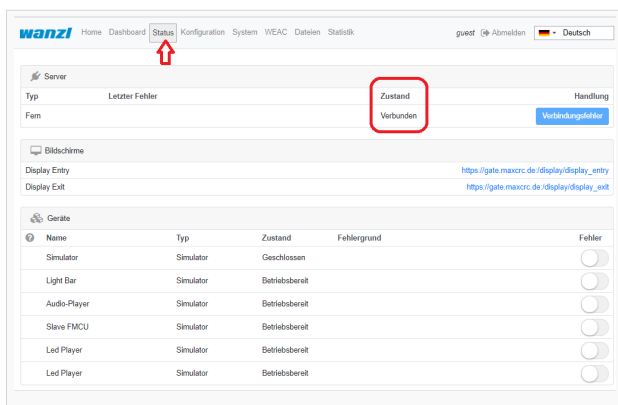 wanzl Home Dashboard Status Konfiguration System WEAC Dateien Statistik guest Abmelden Deutsch
Server
Typ Letzter Fehler Zustand Handlung
Fern Verbunden Verbindungsfehler
Bildschirme
Display Entry https://gate.maxcrc.de:/display/display_entry
Display Exit https://gate.maxcrc.de:/display/display_exit
Geräte
? Name Typ Zustand Fehlergrund Fehler
Simulator Simulator Geschlossen
Light Bar Simulator Betriebsbereit
Audio-Player Simulator Betriebsbereit
Slave FMCU Simulator Betriebsbereit
Led Player Simulator Betriebsbereit
Led Player Simulator Betriebsbereit